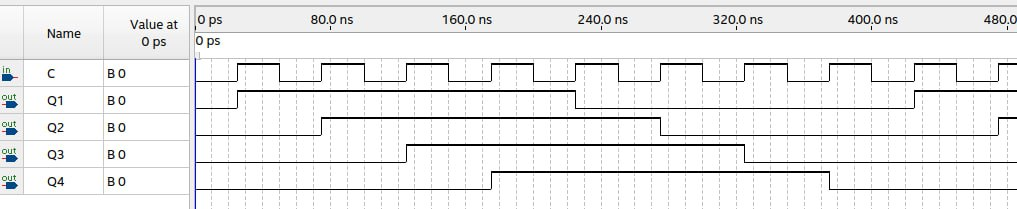 Name
Value at
0 ps
0 ps
80.0 ns
160.0 ns
240.0 ns
320.0 ns
400.0 ns
480.0
0 ps
in
C
B 0
out
Q1
B 0
out
Q2
B 0
out
Q3
B 0
out
Q4
B 0